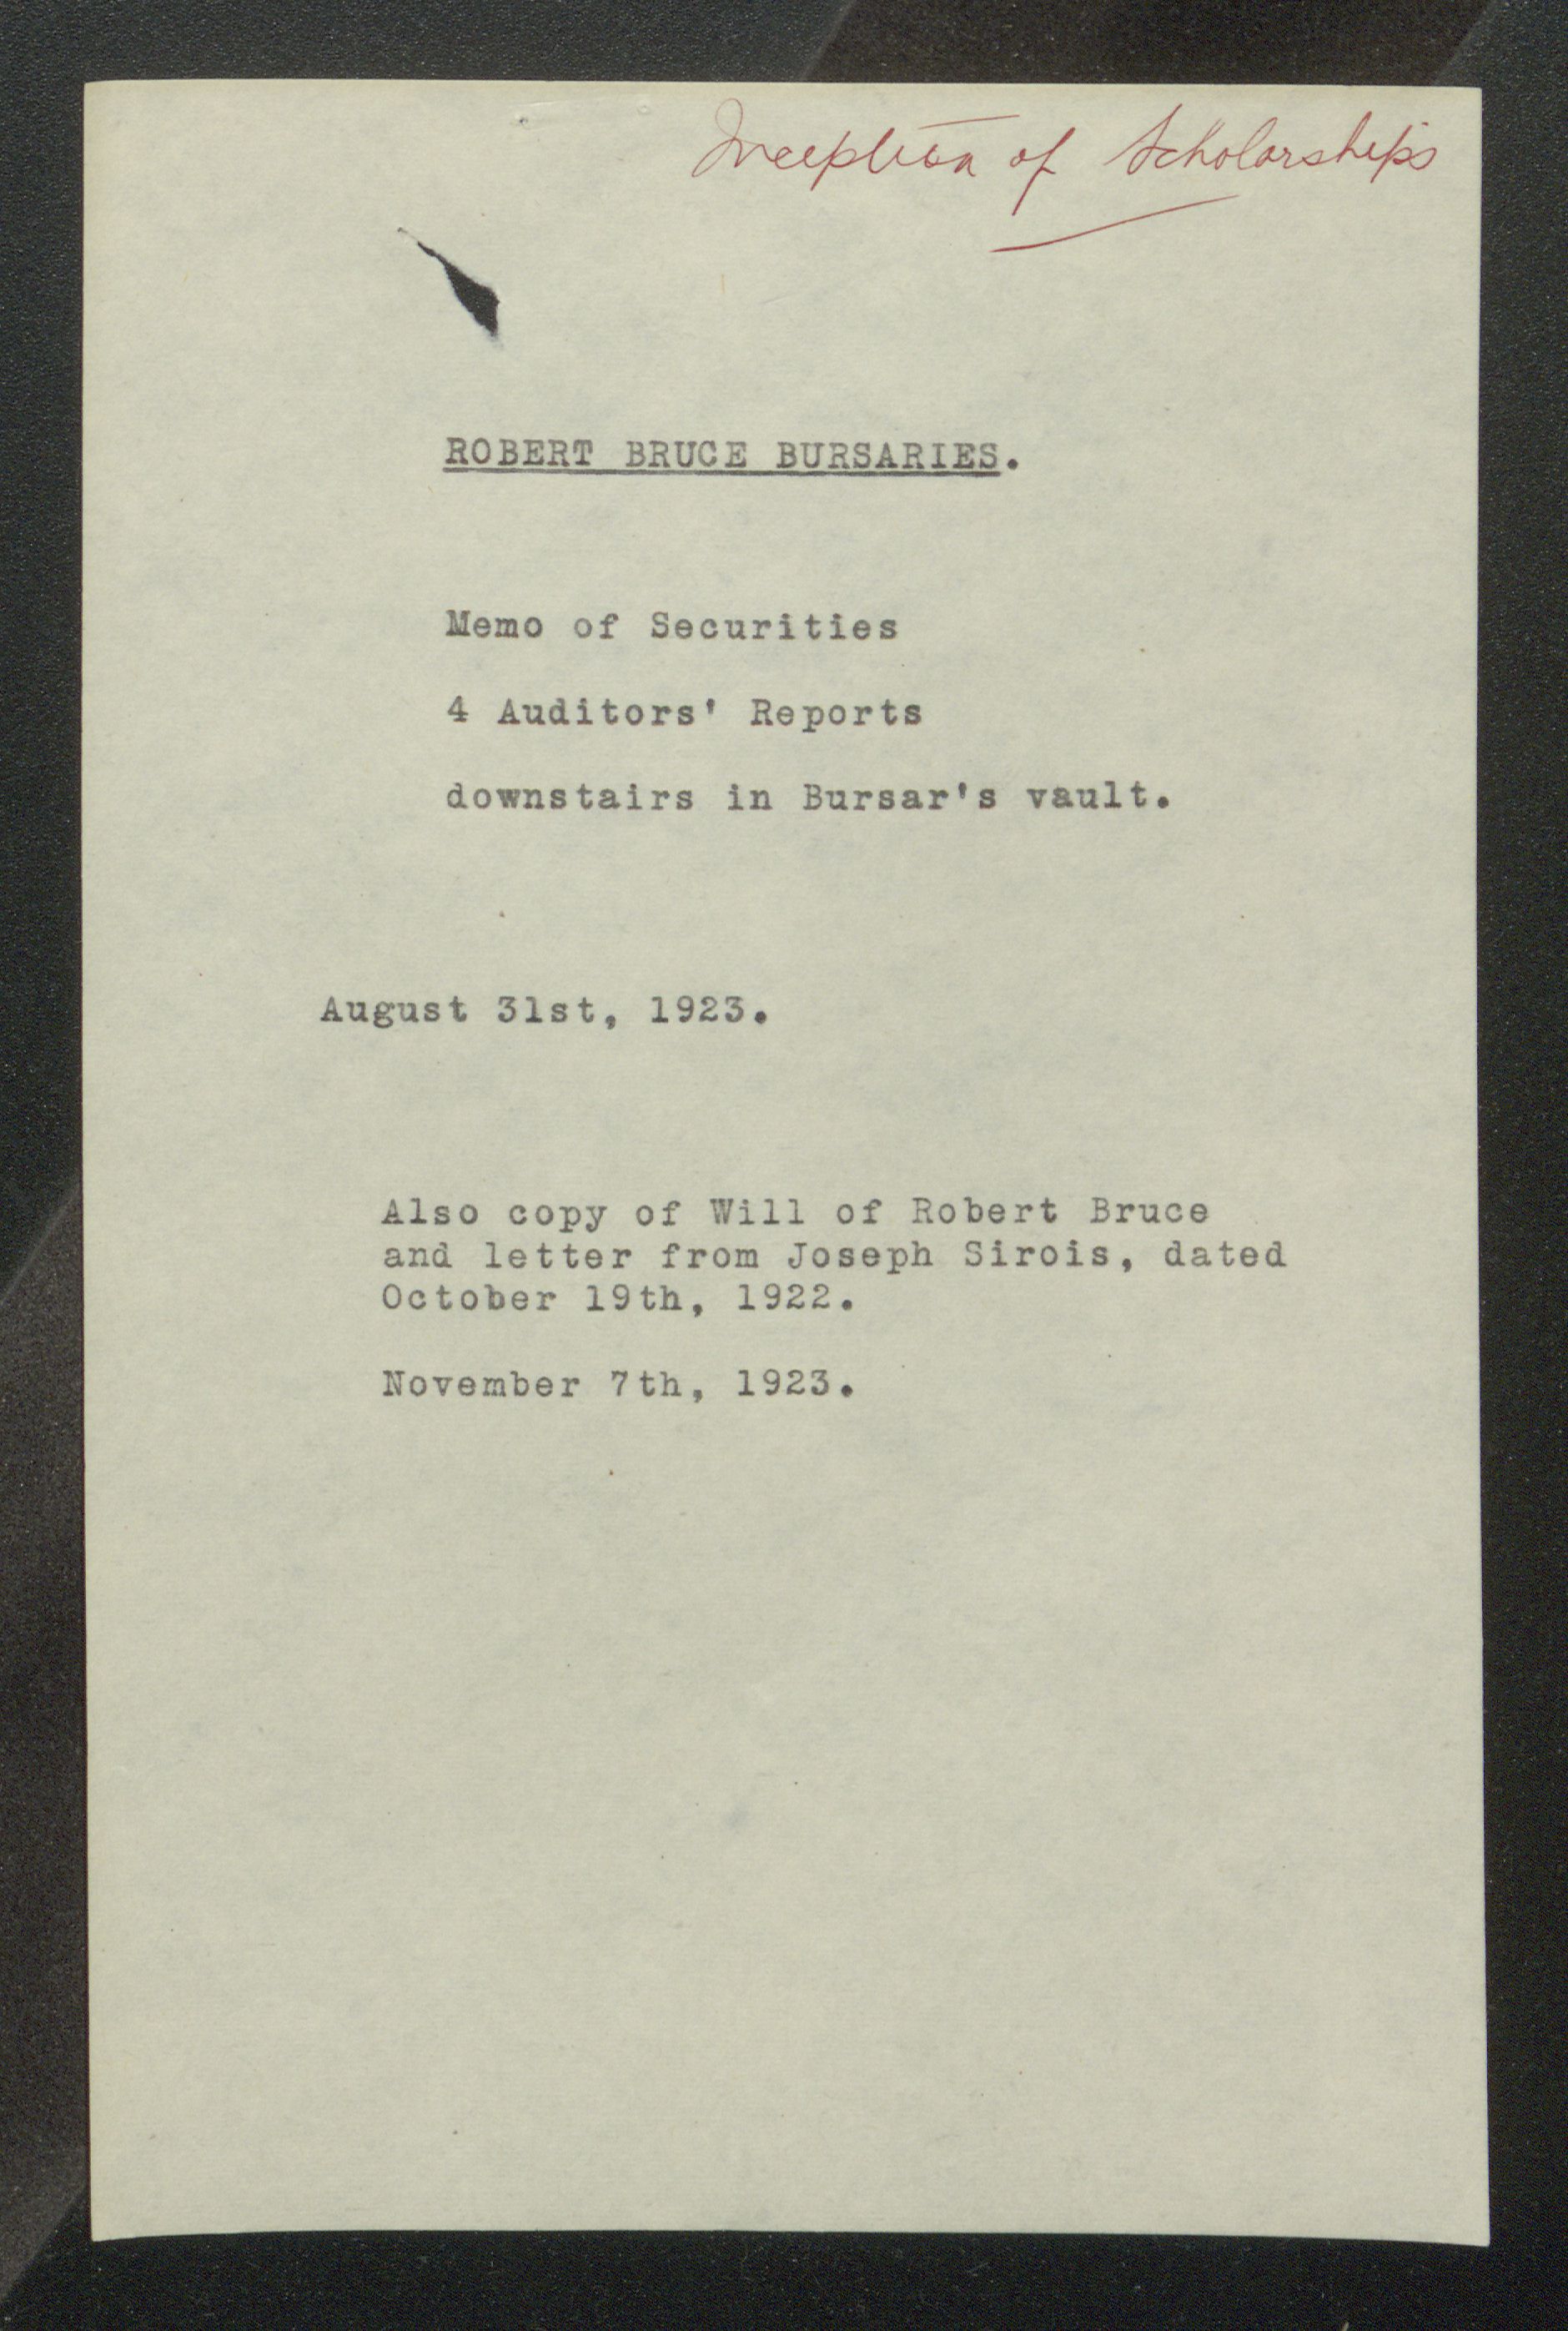 Inception of Scholarships
ROBERT BRUCE BURSARIES.
Memo of Securities
4 Auditors' Reports
downstairs in Bursar's vault.
August 31st, 1923.
Also copy of Will of Robert Bruce
and letter from Joseph Sirois, dated
October 19th, 1922.
November 7th, 1923.